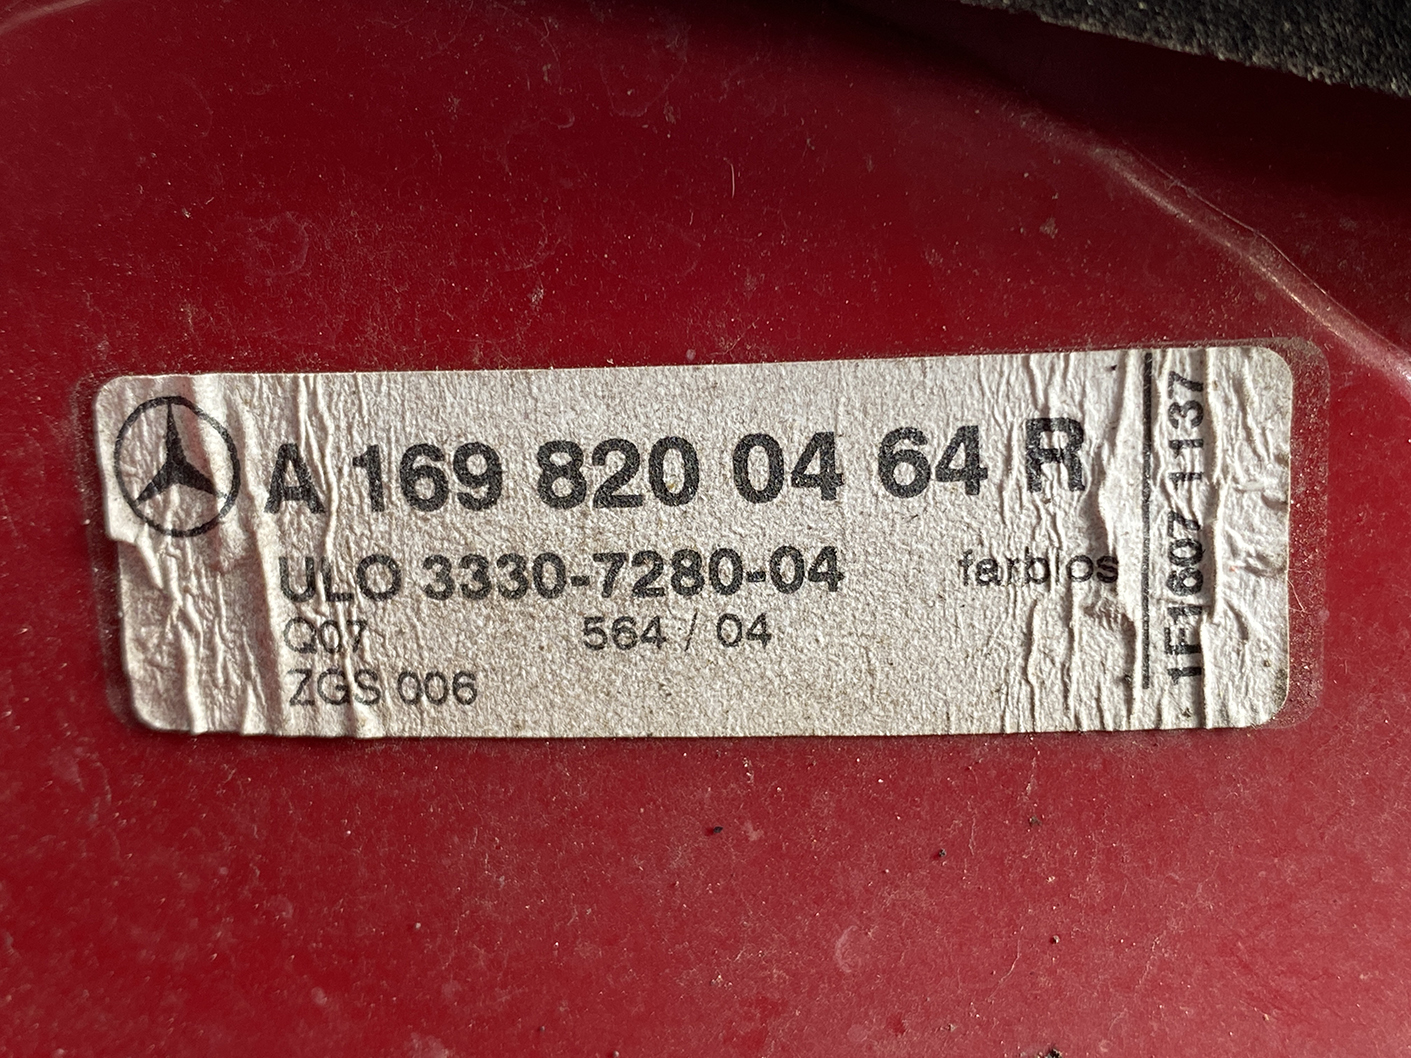 A 169 820 04 64 R
ULO 3330-7280-04 farblos
Q07 564 / 04
ZGS 006
1F1607 1137